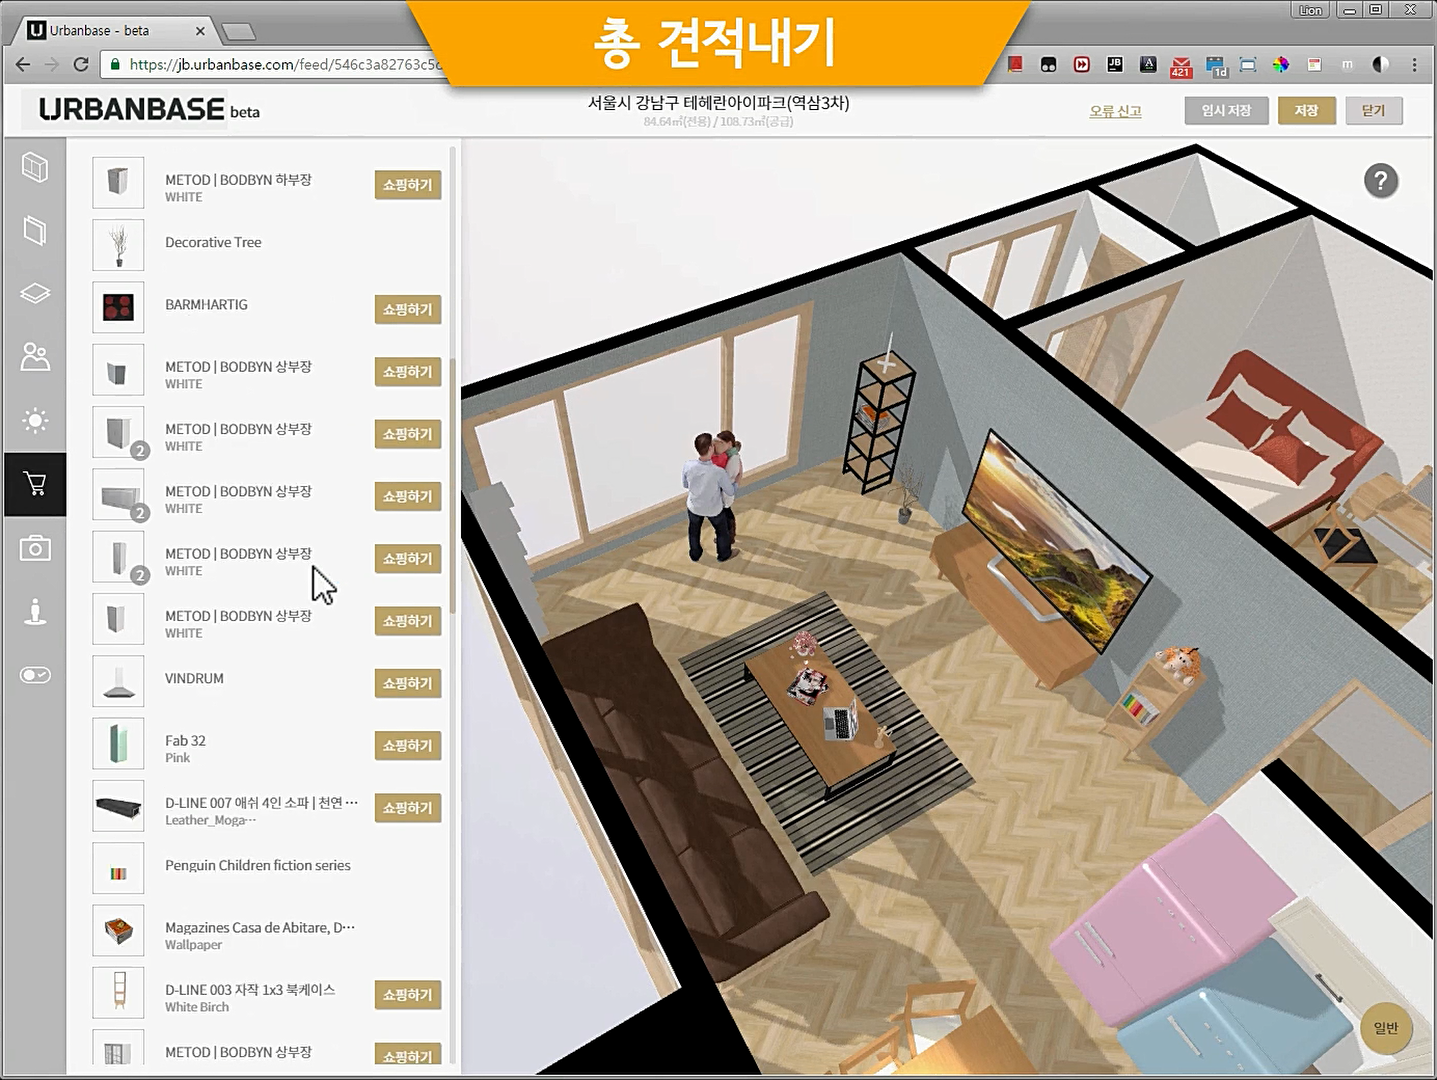 총 견적내기
Lion
Urbanbase - beta
https://jb.urbanbase.com/feed/546c3a82763c5
JB
A
421
1d
m
URBANBASE beta
서울시 강남구 테헤란아이파크(역삼3차)
84.64㎡(전용) / 108.73㎡(공급)
오류 신고
임시 저장
저장
닫기
?
METOD | BODBYN 하부장
WHITE
쇼핑하기
Decorative Tree
BARMHARTIG
쇼핑하기
METOD | BODBYN 상부장
WHITE
쇼핑하기
METOD | BODBYN 상부장
WHITE
2
쇼핑하기
METOD | BODBYN 상부장
WHITE
2
쇼핑하기
METOD | BODBYN 상부장
WHITE
2
쇼핑하기
METOD | BODBYN 상부장
WHITE
쇼핑하기
VINDRUM
쇼핑하기
Fab 32
Pink
쇼핑하기
D-LINE 007 애쉬 4인 소파 | 천연 ···
Leather_Moga···
쇼핑하기
Penguin Children fiction series
Magazines Casa de Abitare, D···
Wallpaper
D-LINE 003 자작 1x3 북케이스
White Birch
쇼핑하기
METOD | BODBYN 상부장
쇼핑하기
일반